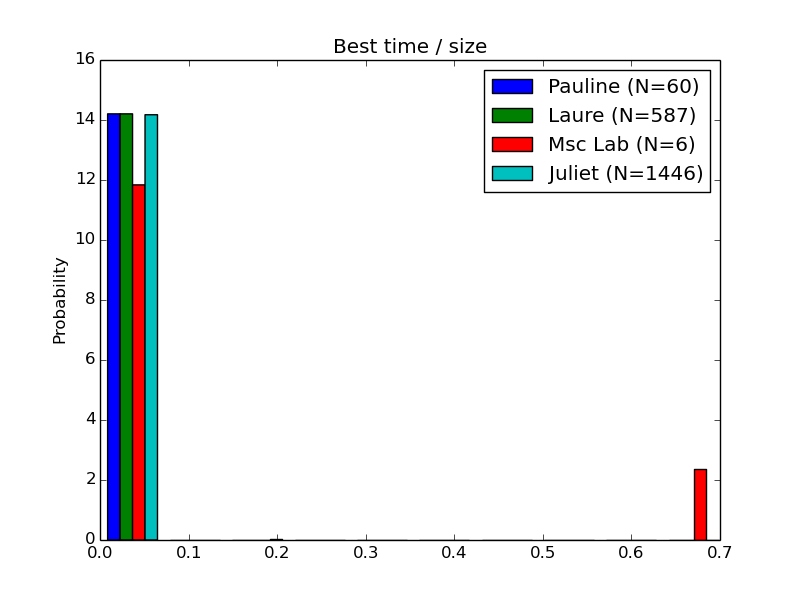 Best time / size
Pauline (N=60)
Laure (N=587)
Msc Lab (N=6)
Juliet (N=1446)
Probability
16
14
12
10
8
6
4
2
0
0.0 0.1 0.2 0.3 0.4 0.5 0.6 0.7